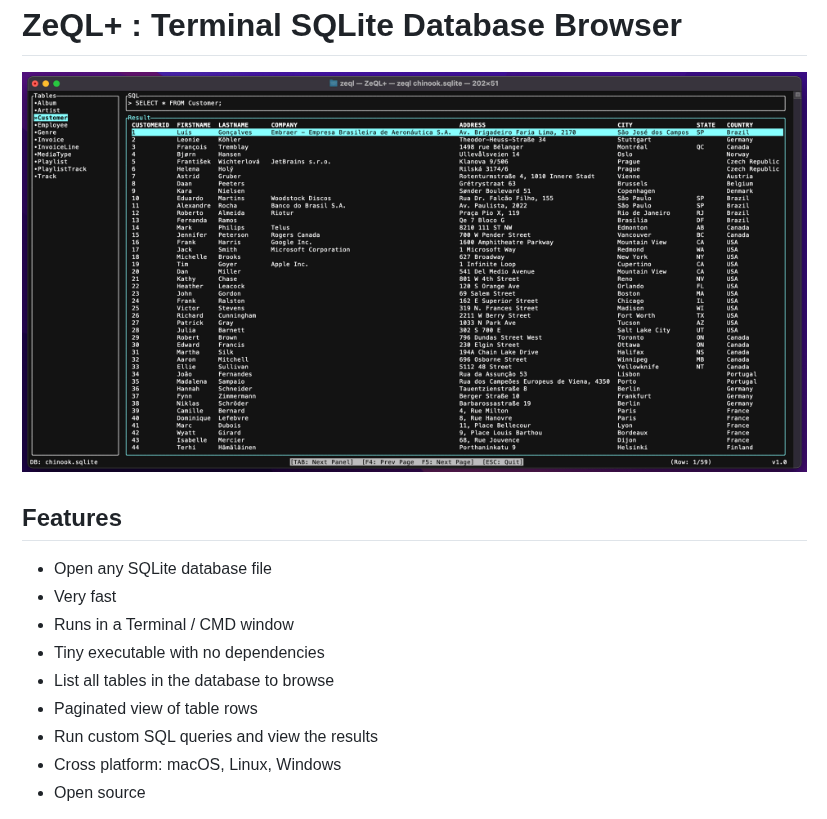 ZeQL+ : Terminal SQLite Database Browser
zeql — ZeQL+ — zeql chinook.sqlite — 202×51
Tables
•Album
•Artist
•Customer
•Employee
•Genre
•Invoice
•InvoiceLine
•MediaType
•Playlist
•PlaylistTrack
•Track
SQL
> SELECT * FROM Customer;
Result
CUSTOMERID FIRSTNAME LASTNAME COMPANY ADDRESS CITY STATE COUNTRY
1 Luís Gonçalves Embraer - Empresa Brasileira de Aeronáutica S.A. Av. Brigadeiro Faria Lima, 2170 São José dos Campos SP Brazil
2 Leonie Köhler Theodor-Heuss-Straße 34 Stuttgart Germany
3 François Tremblay 1498 rue Bélanger Montréal QC Canada
4 Bjørn Hansen Ullevålsveien 14 Oslo Norway
5 František Wichterlová JetBrains s.r.o. Klanova 9/506 Prague Czech Republic
6 Helena Holý Rilská 3174/6 Prague Czech Republic
7 Astrid Gruber Rotenturmstraße 4, 1010 Innere Stadt Vienne Austria
8 Daan Peeters Grétrystraat 63 Brussels Belgium
9 Kara Nielsen Sønder Boulevard 51 Copenhagen Denmark
10 Eduardo Martins Woodstock Discos Rua Dr. Falcão Filho, 155 São Paulo SP Brazil
11 Alexandre Rocha Banco do Brasil S.A. Av. Paulista, 2022 São Paulo SP Brazil
12 Roberto Almeida Riotur Praça Pio X, 119 Rio de Janeiro RJ Brazil
13 Fernanda Ramos Qe 7 Bloco G Brasília DF Brazil
14 Mark Philips Telus 8210 111 ST NW Edmonton AB Canada
15 Jennifer Peterson Rogers Canada 700 W Pender Street Vancouver BC Canada
16 Frank Harris Google Inc. 1600 Amphitheatre Parkway Mountain View CA USA
17 Jack Smith Microsoft Corporation 1 Microsoft Way Redmond WA USA
18 Michelle Brooks 627 Broadway New York NY USA
19 Tim Goyer Apple Inc. 1 Infinite Loop Cupertino CA USA
20 Dan Miller 541 Del Medio Avenue Mountain View CA USA
21 Kathy Chase 801 W 4th Street Reno NV USA
22 Heather Leacock 120 S Orange Ave Orlando FL USA
23 John Gordon 69 Salem Street Boston MA USA
24 Frank Ralston 162 E Superior Street Chicago IL USA
25 Victor Stevens 319 N. Frances Street Madison WI USA
26 Richard Cunningham 2211 W Berry Street Fort Worth TX USA
27 Patrick Gray 1033 N Park Ave Tucson AZ USA
28 Julia Barnett 302 S 700 E Salt Lake City UT USA
29 Robert Brown 796 Dundas Street West Toronto ON Canada
30 Edward Francis 230 Elgin Street Ottawa ON Canada
31 Martha Silk 194A Chain Lake Drive Halifax NS Canada
32 Aaron Mitchell 696 Osborne Street Winnipeg MB Canada
33 Ellie Sullivan 5112 48 Street Yellowknife NT Canada
34 João Fernandes Rua da Assunção 53 Lisbon Portugal
35 Madalena Sampaio Rua dos Campeões Europeus de Viena, 4350 Porto Portugal
36 Hannah Schneider Tauentzienstraße 8 Berlin Germany
37 Fynn Zimmermann Berger Straße 10 Frankfurt Germany
38 Niklas Schröder Barbarossastraße 19 Berlin Germany
39 Camille Bernard 4, Rue Milton Paris France
40 Dominique Lefebvre 8, Rue Hanovre Paris France
41 Marc Dubois 11, Place Bellecour Lyon France
42 Wyatt Girard 9, Place Louis Barthou Bordeaux France
43 Isabelle Mercier 68, Rue Jouvence Dijon France
44 Terhi Hämäläinen Porthaninkatu 9 Helsinki Finland
DB: chinook.sqlite [TAB: Next Panel] [F4: Prev Page F5: Next Page] [ESC: Quit] (Row: 1/59) v1.0
Features
• Open any SQLite database file
• Very fast
• Runs in a Terminal / CMD window
• Tiny executable with no dependencies
• List all tables in the database to browse
• Paginated view of table rows
• Run custom SQL queries and view the results
• Cross platform: macOS, Linux, Windows
• Open source